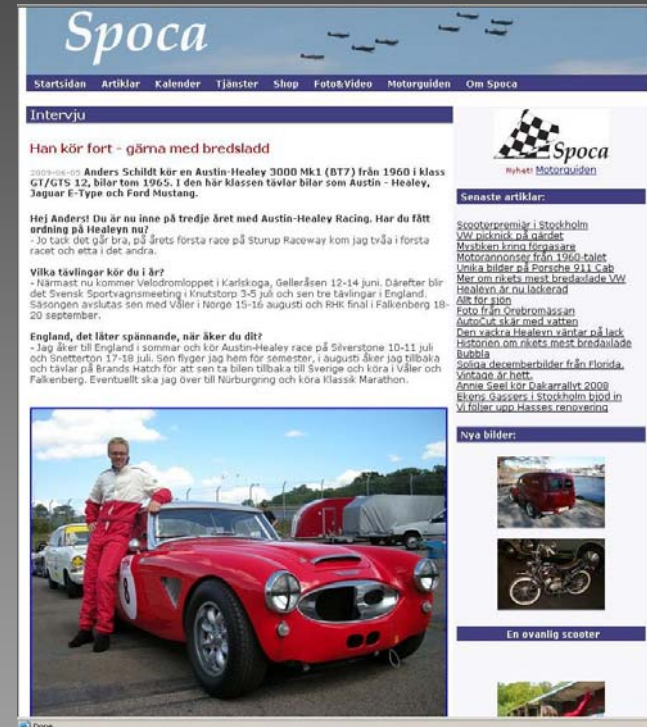 Spoca
Startsidan Artiklar Kalender Tjänster Shop Foto&Video Motorguiden Om Spoca
Intervju
Han kör fort - gärna med bredsladd
2009-06-05 Anders Schildt kör en Austin-Healey 3000 Mk1 (BT7) från 1960 i klass
GT/GTS 12, bilar tom 1965. I den här klassen tävlar bilar som Austin - Healey,
Jaguar E-Type och Ford Mustang.
Hej Anders! Du är nu inne på tredje året med Austin-Healey Racing. Har du fått
ordning på Healeyn nu?
- Jo tack det går bra, på årets första race på Sturup Raceway kom jag tvåa i första
racet och etta i det andra.
Vilka tävlingar kör du i år?
- Närmast nu kommer Velodromloppet i Karlskoga, Gelleråsen 12-14 juni. Därefter blir
det Svensk Sportvagnsmeeting i Knutstorp 3-5 juli och sen tre tävlingar i England.
Säsongen avslutas sen med Våler i Norge 15-16 augusti och RHK final i Falkenberg 18-
20 september.
England, det låter spännande, när åker du dit?
- Jag åker till England i sommar och kör Austin-Healey race på Silverstone 10-11 juli
och Snetterton 17-18 juli. Sen flyger jag hem för semester, i augusti åker jag tillbaka
och tävlar på Brands Hatch för att sen ta bilen tillbaka till Sverige och köra i Våler och
Falkenberg. Eventuellt ska jag över till Nürburgring och köra Klassik Marathon.
8
Spoca
Nyhet! Motorguiden
Senaste artiklar:
Scooterpremiär i Stockholm
VW picknick på gärdet
Mystiken kring förgasare
Motorannonser från 1960-talet
Unika bilder på Porsche 911 Cab
Mer om rikets mest bredaxlade VW
Healeyn är nu lackerad
Allt för sjön
Foto från Örebromässan
AutoCut skär med vatten
Den vackra Healeyn väntar på lack
Historien om rikets mest bredaxlade
Bubbla
Soliga decemberbilder från Florida.
Vintage är hett.
Annie Seel kör Dakarrallyt 2008
Ekens Gassers i Stockholm bjöd in
Vi följer upp Hasses renovering
Nya bilder:
En ovanlig scooter
Done